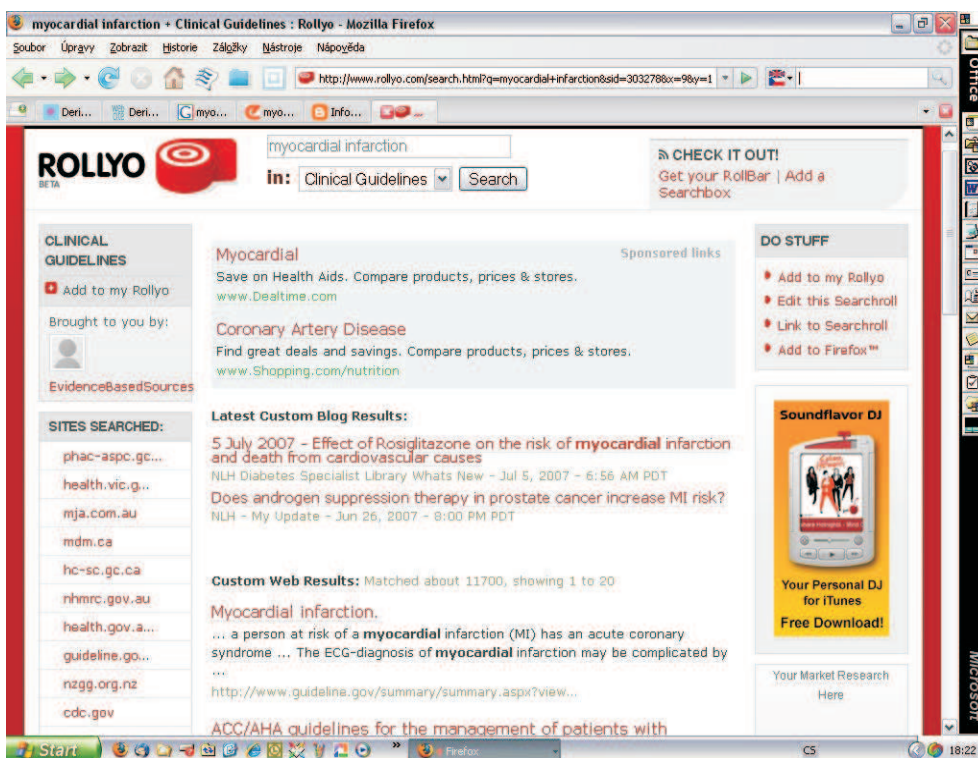 myocardial infarction + Clinical Guidelines : Rollyo - Mozilla Firefox
Soubor Úpravy Zobrazit Historie Záložky Nástroje Nápověda
http://www.rollyo.com/search.html?q=myocardial+infarction&sid=303278&x=9&y=1
Deri... Deri... myo... myo... Info...
ROLLYO
BETA
myocardial infarction
in: Clinical Guidelines Search
CHECK IT OUT!
Get your RollBar | Add a
Searchbox
CLINICAL
GUIDELINES
Add to my Rollyo
Brought to you by:
EvidenceBasedSources
SITES SEARCHED:
phac-aspc.gc...
health.vic.g...
mja.com.au
mdm.ca
hc-sc.gc.ca
nhmrc.gov.au
health.gov.a...
guideline.go...
nzgg.org.nz
cdc.gov
Myocardial
Sponsored links
Save on Health Aids. Compare products, prices & stores.
www.Dealtime.com
Coronary Artery Disease
Find great deals and savings. Compare products, prices & stores.
www.Shopping.com/nutrition
Latest Custom Blog Results:
5 July 2007 - Effect of Rosiglitazone on the risk of myocardial infarction
and death from cardiovascular causes
NLH Diabetes Specialist Library Whats New - Jul 5, 2007 - 6:56 AM PDT
Does androgen suppression therapy in prostate cancer increase MI risk?
NLH - My Update - Jun 26, 2007 - 8:00 PM PDT
Custom Web Results: Matched about 11700, showing 1 to 20
Myocardial infarction.
... a person at risk of a myocardial infarction (MI) has an acute coronary
syndrome ... The ECG-diagnosis of myocardial infarction may be complicated by
...
http://www.guideline.gov/summary/summary.aspx?view...
ACC/AHA guidelines for the management of patients with
DO STUFF
Add to my Rollyo
Edit this Searchroll
Link to Searchroll
Add to Firefox™
Soundflavor DJ
Your Personal DJ
for iTunes
Free Download!
Your Market Research
Here
Office
Microsoft
Start
Firefox
CS
18:22